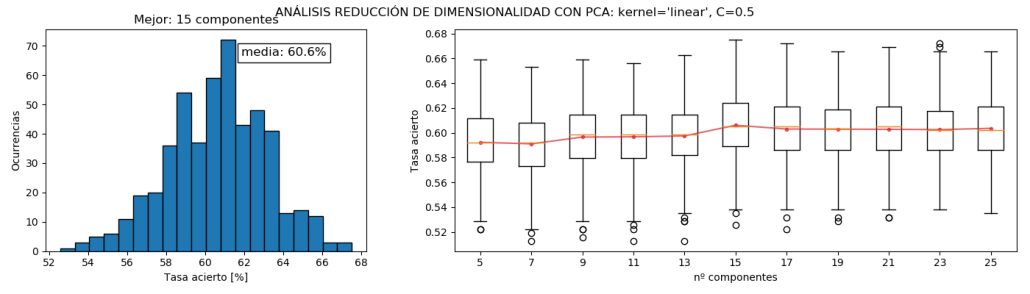 ANÁLISIS REDUCCIÓN DE DIMENSIONALIDAD CON PCA: kernel='linear', C=0.5
Mejor: 15 componentes
media: 60.6%
Ocurrencias
70
60
50
40
30
20
10
0
52 54 56 58 60 62 64 66 68
Tasa acierto [%]
Tasa acierto
0.68
0.66
0.64
0.62
0.60
0.58
0.56
0.54
0.52
5 7 9 11 13 15 17 19 21 23 25
nº componentes